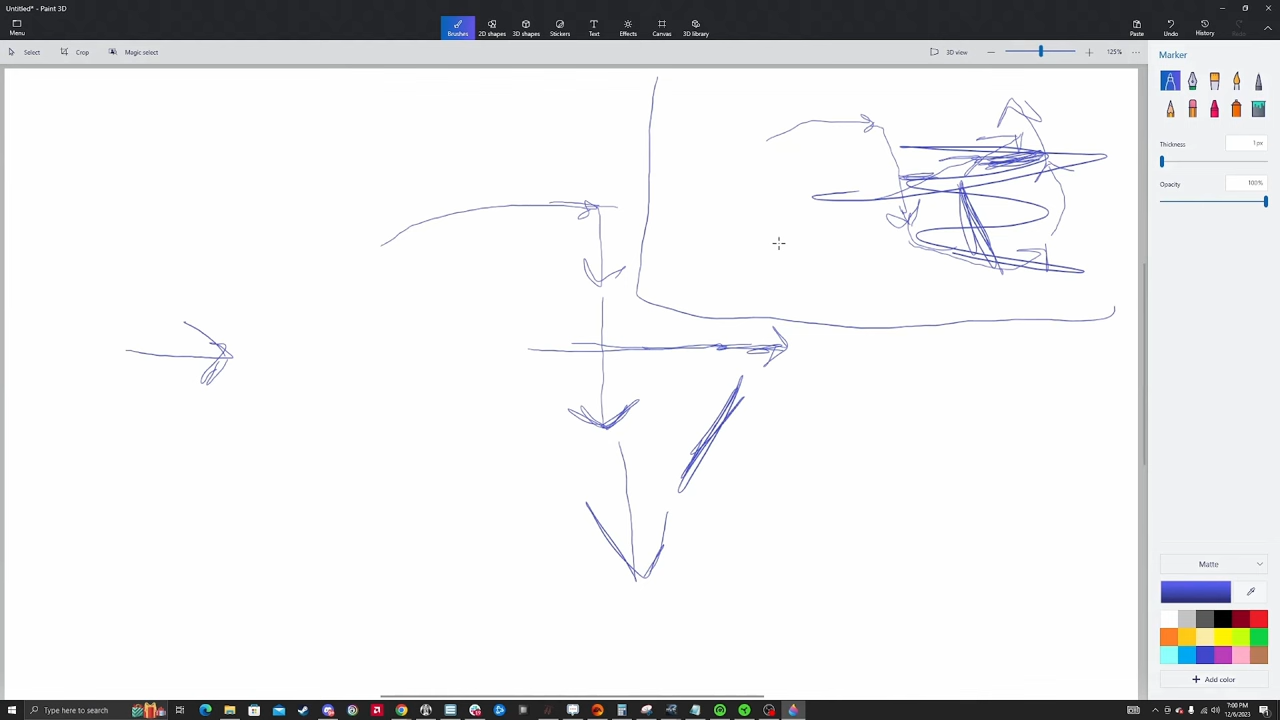 Untitled* - Paint 3D
Menu
Brushes
2D shapes
3D shapes
Stickers
Text
Effects
Canvas
3D library
Paste
Undo
History
Redo
Select
Crop
Magic select
3D view
125%
Marker
Thickness
1px
Opacity
100%
Matte
Add color
Type here to search
7:00 PM
12/6/2023